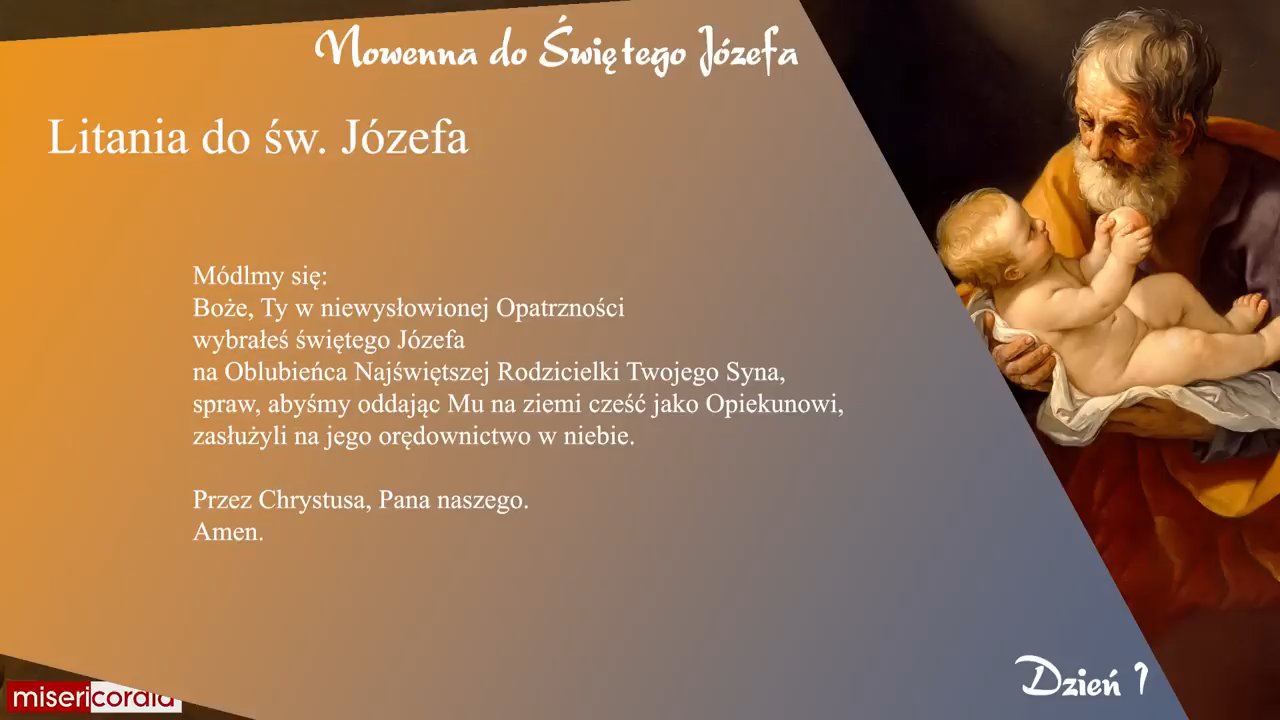 Nowenna do Świętego Józefa
Litania do św. Józefa
Módlmy się:
Boże, Ty w niewysłowionej Opatrzności
wybrałeś świętego Józefa
na Oblubieńca Najświętszej Rodzicielki Twojego Syna,
spraw, abyśmy oddając Mu na ziemi cześć jako Opiekunowi,
zasłużyli na jego orędownictwo w niebie.
Przez Chrystusa, Pana naszego.
Amen.
Dzień 1
misericordia